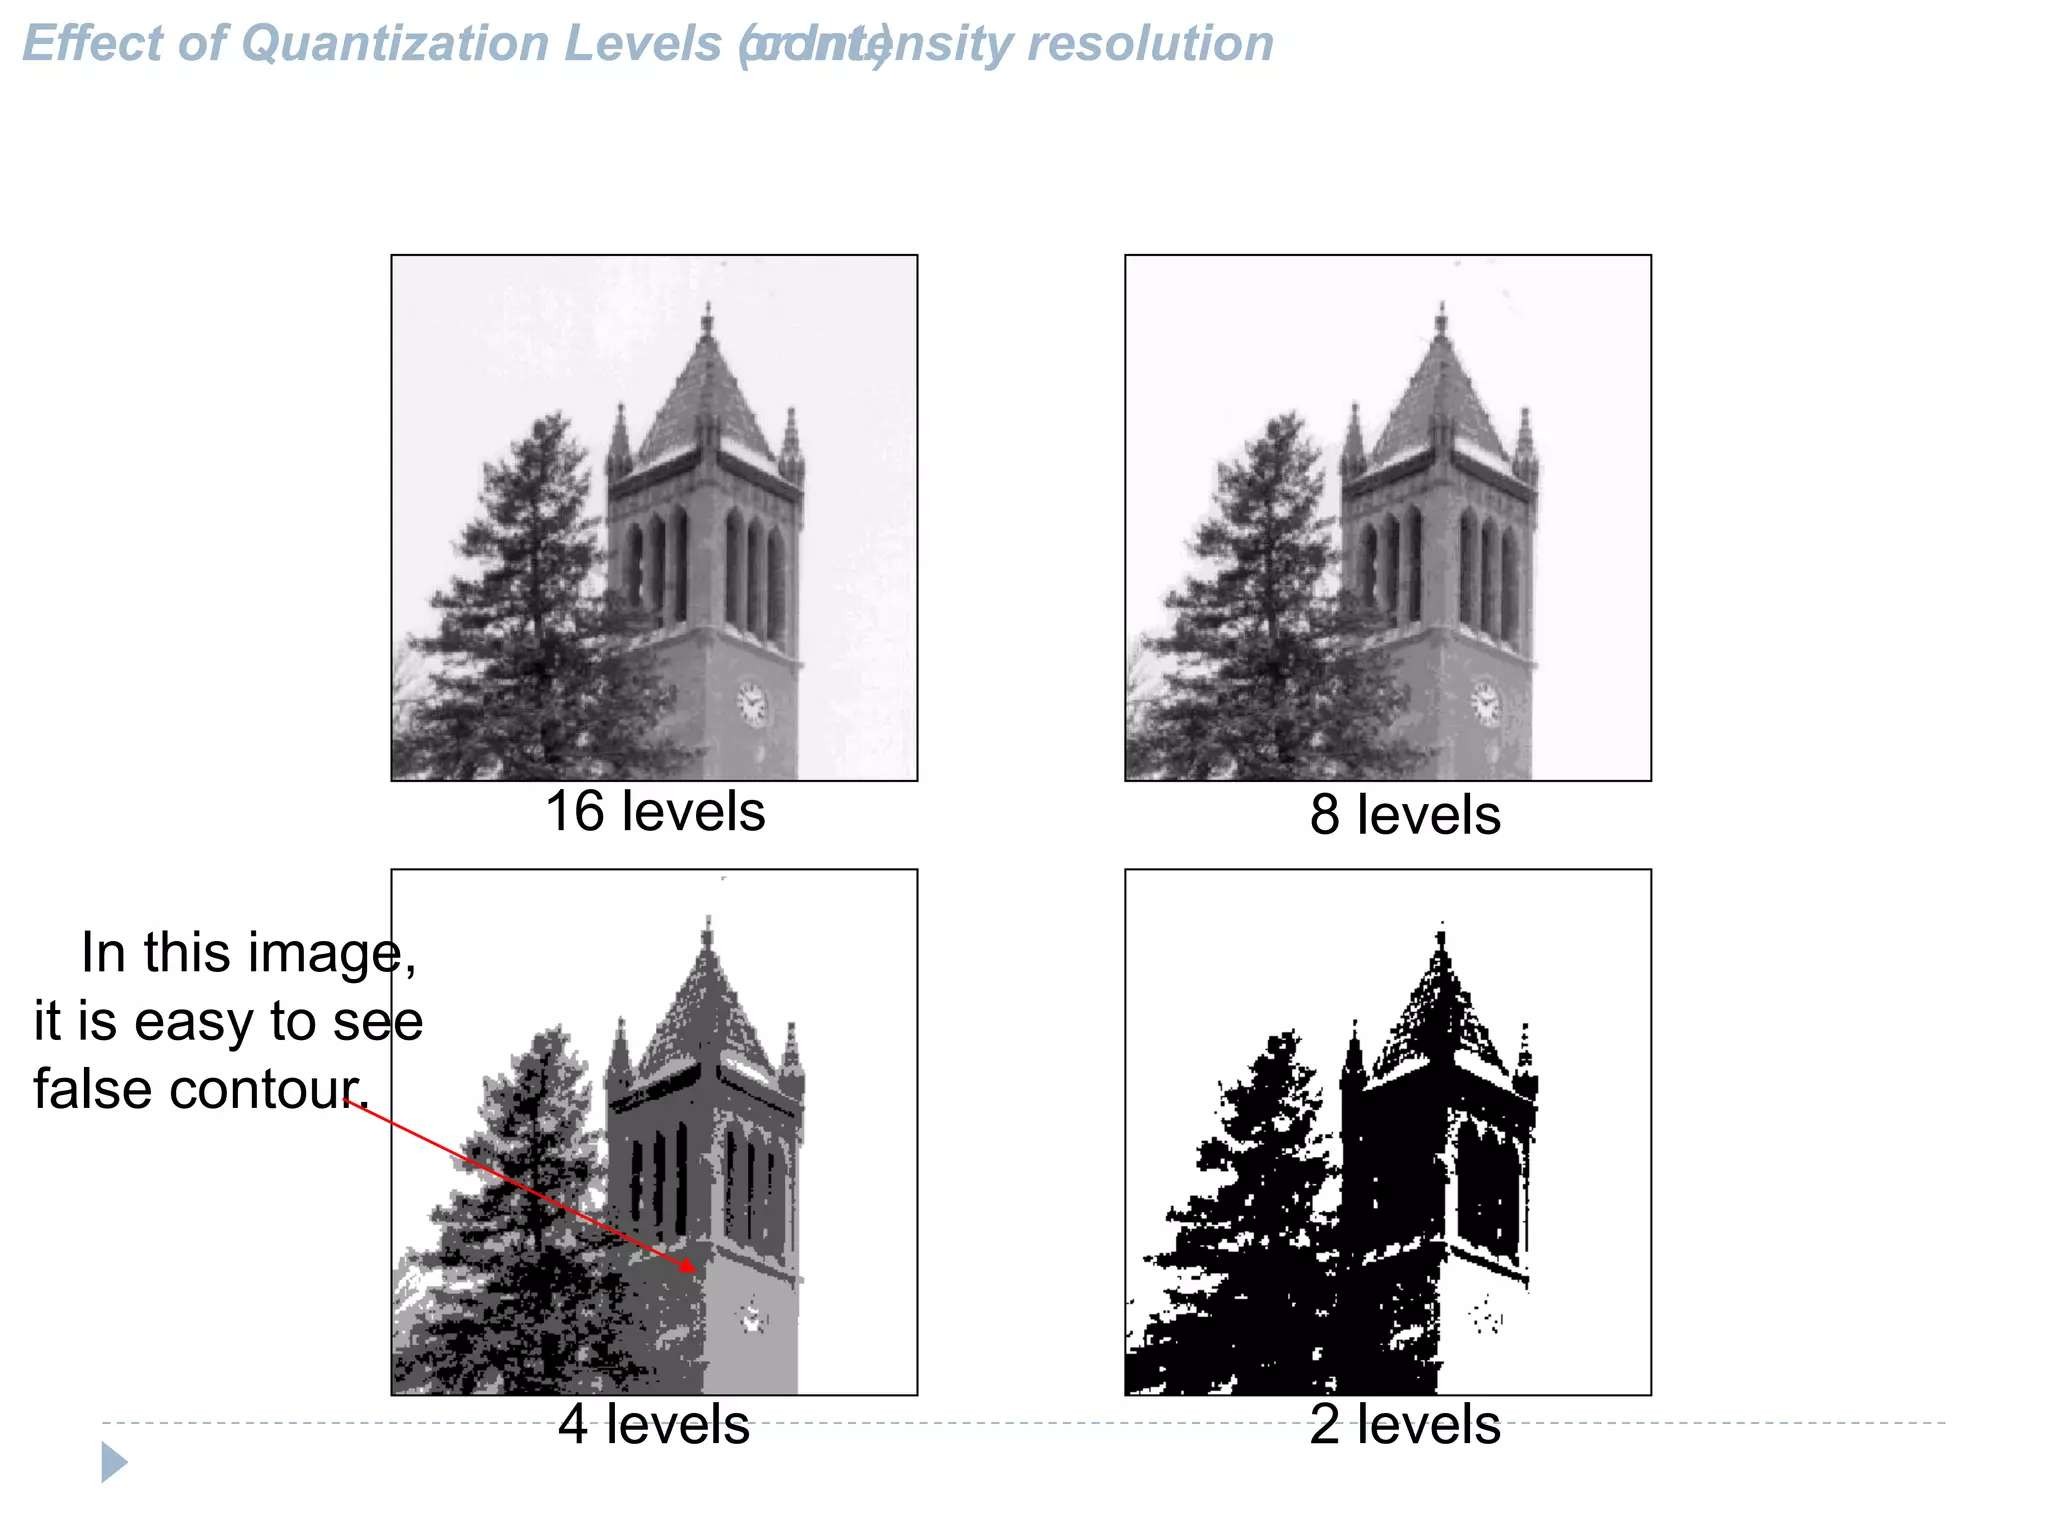 Effect of Quantization Levels (cont.)
or Intensity resolution
16 levels
8 levels
In this image,
it is easy to see
false contour.
4 levels
2 levels